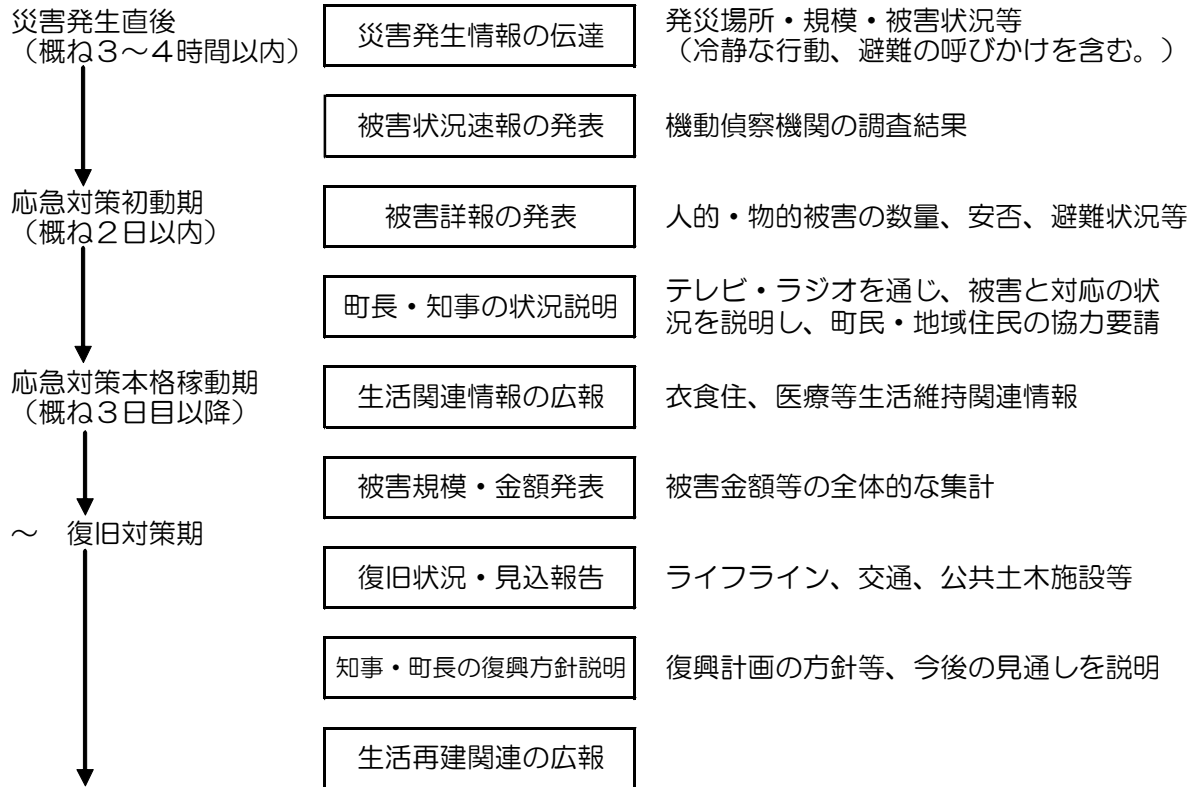 災害発生直後
(概ね3~4時間以内)
災害発生情報の伝達
発災場所・規模・被害状況等
(冷静な行動、避難の呼びかけを含む。)
被害状況速報の発表
機動偵察機関の調査結果
応急対策初動期
(概ね2日以内)
被害詳報の発表
人的・物的被害の数量、安否、避難状況等
町長・知事の状況説明
テレビ・ラジオを通じ、被害と対応の状
況を説明し、町民・地域住民の協力要請
応急対策本格稼動期
(概ね3日目以降)
生活関連情報の広報
衣食住、医療等生活維持関連情報
被害規模・金額発表
被害金額等の全体的な集計
~ 復旧対策期
復旧状況・見込報告
ライフライン、交通、公共土木施設等
知事・町長の復興方針説明
復興計画の方針等、今後の見通しを説明
生活再建関連の広報